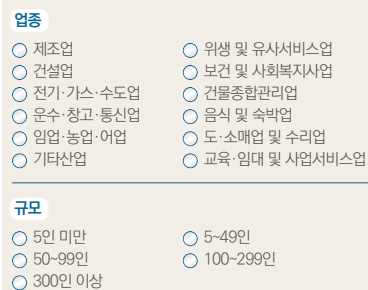 업종
제조업 위생 및 유사서비스업
건설업 보건 및 사회복지사업
전기·가스·수도업 건물종합관리업
운수·창고·통신업 음식 및 숙박업
임업·농업·어업 도·소매업 및 수리업
기타산업 교육·임대 및 사업서비스업
규모
5인 미만 5~49인
50~99인 100~299인
300인 이상